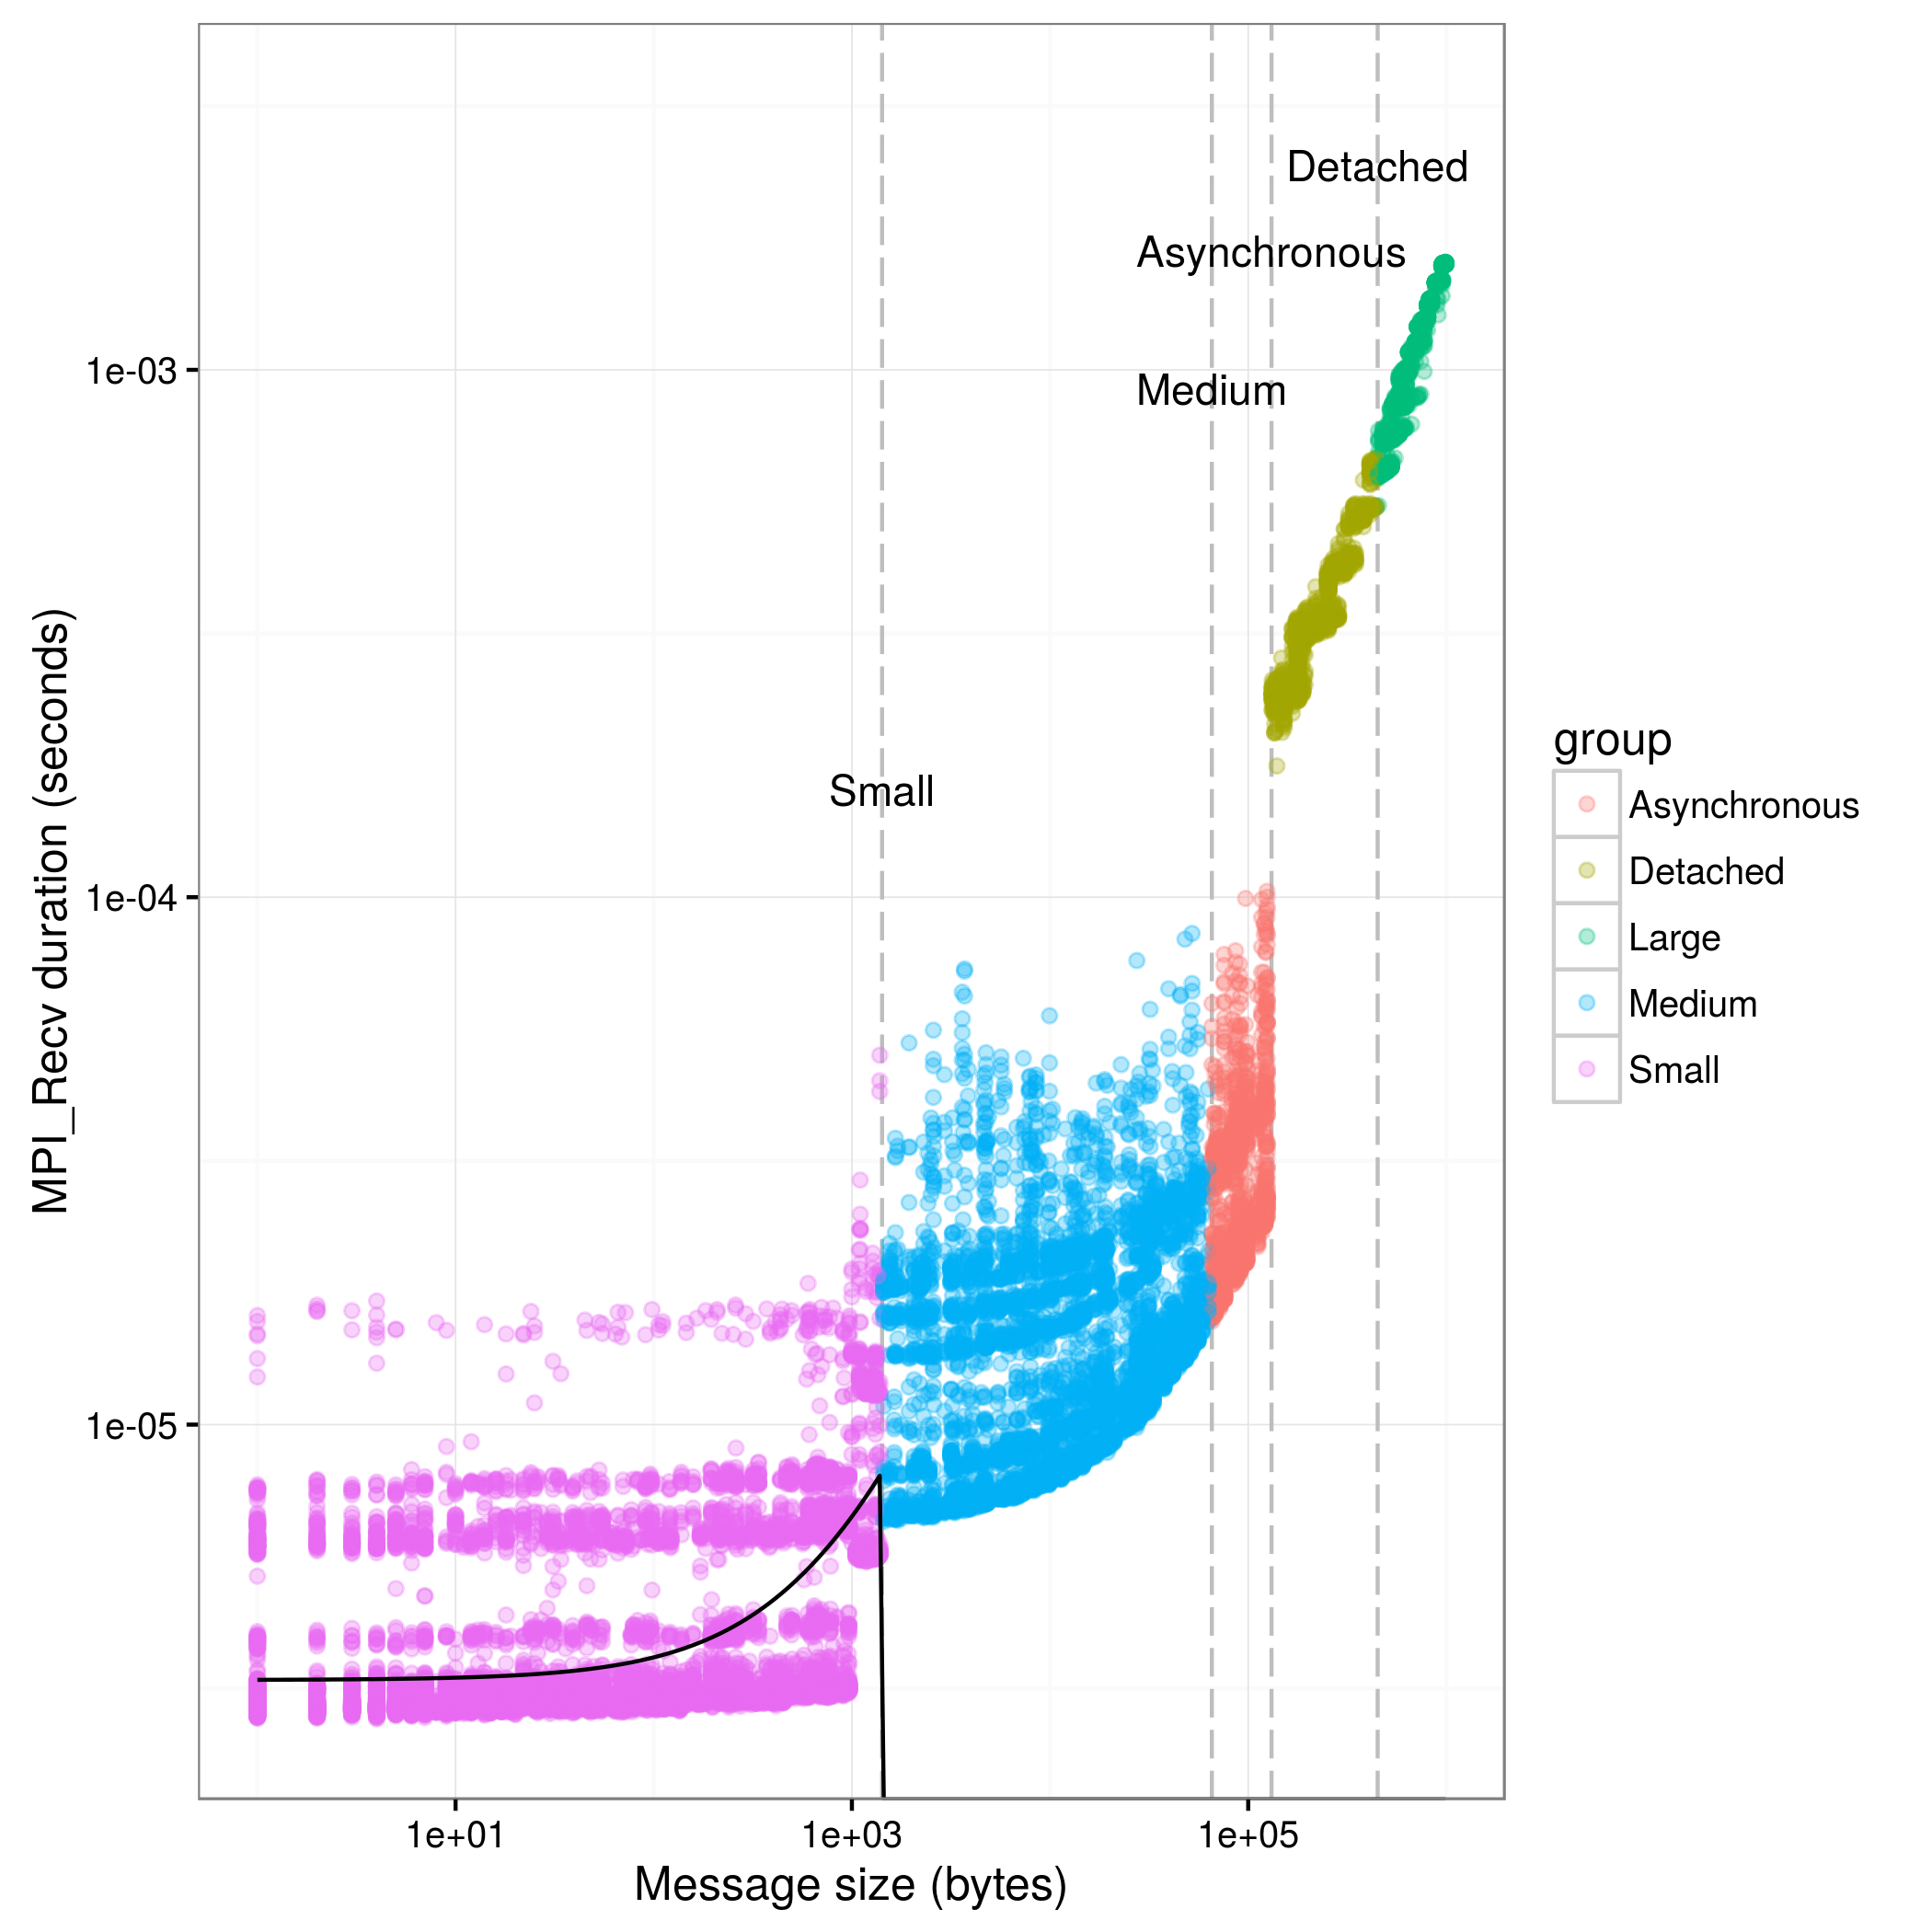 Detached
Asynchronous
Medium
Small
1e-03
1e-04
1e-05
MPI_Recv duration (seconds)
1e+01
1e+03
1e+05
Message size (bytes)
group
Asynchronous
Detached
Large
Medium
Small